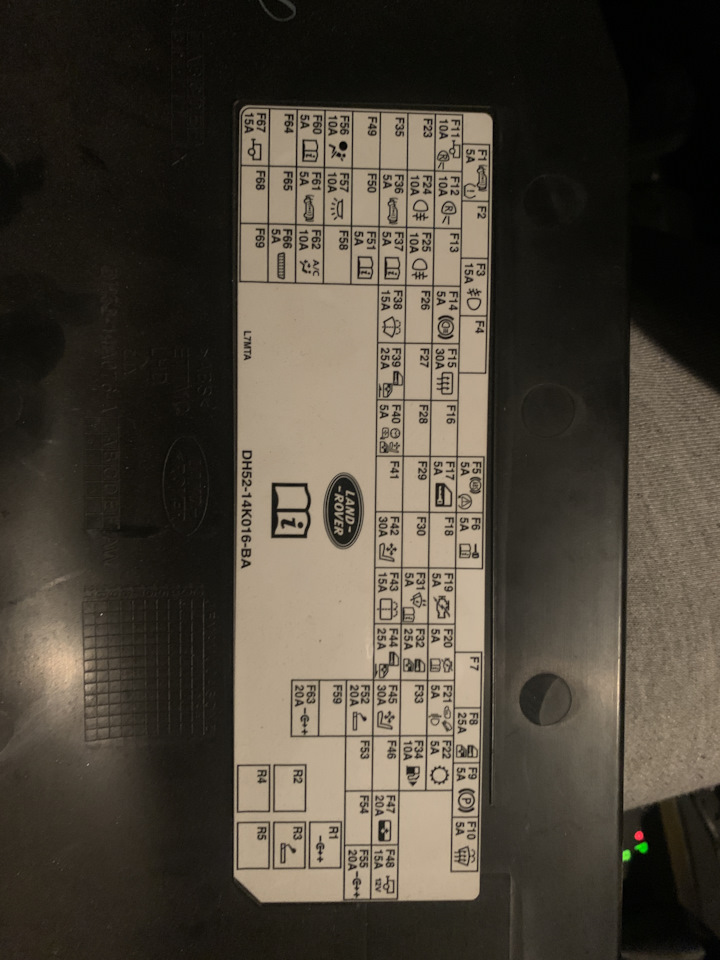 F1 5A
F2
F3 15A
F4
F5 5A
F6 5A
F7
F8 25A
F9 5A
F10 5A
F11 10A
F12 10A
F13
F14 5A
F15 30A
F16
F17 5A
F18
F19 5A
F20 5A
F21 5A
F22 5A
F23
F24 10A
F25 10A
F26
F27
F28
F29
F30
F31 5A
F32 25A
F33
F34 10A
F35
F36 5A
F37 5A
F38 15A
F39 25A
F40 5A
F41
F42 30A
F43 15A
F44 25A
F45 30A
F46
F47 20A
F48 15A 12V
F49
F50
F51 5A
F52 20A
F53
F54
F55 20A
F56 10A
F57 10A
F58
F59
F60 5A
F61 5A
F62 10A A/C
F63 20A
F64
F65
F66 5A
F67 15A
F68
F69
R1
R2
R3
R4
R5
LAND-
-ROVER
i
L7MTA
DH52-14K016-BA